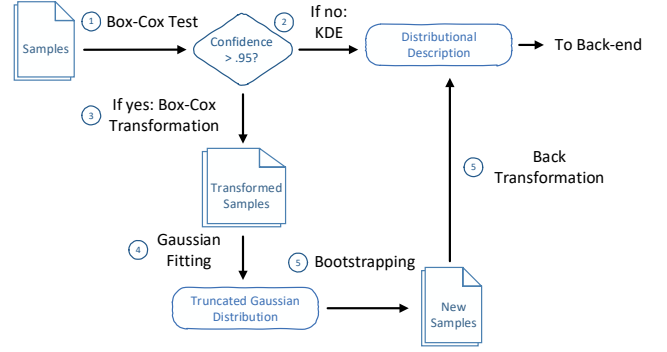 1
Box-Cox Test
2
If no:
KDE
Samples
Confidence
> .95?
Distributional
Description
To Back-end
3
If yes: Box-Cox
Transformation
Transformed
Samples
5
Back
Transformation
4
Gaussian
Fitting
5
Bootstrapping
Truncated Gaussian
Distribution
New
Samples